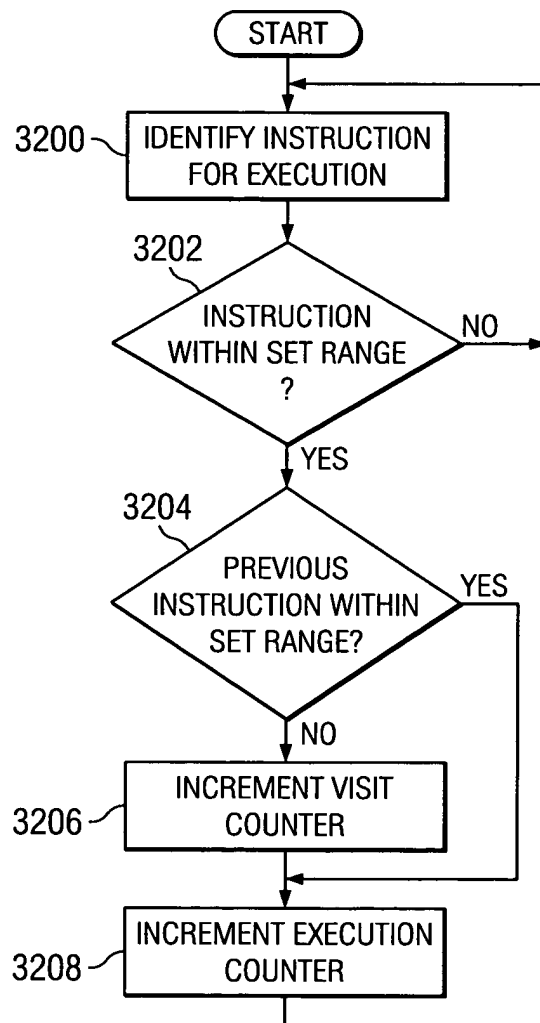 START
3200
IDENTIFY INSTRUCTION
FOR EXECUTION
3202
INSTRUCTION
WITHIN SET RANGE
?
NO
YES
3204
PREVIOUS
INSTRUCTION WITHIN
SET RANGE?
YES
NO
3206
INCREMENT VISIT
COUNTER
3208
INCREMENT EXECUTION
COUNTER